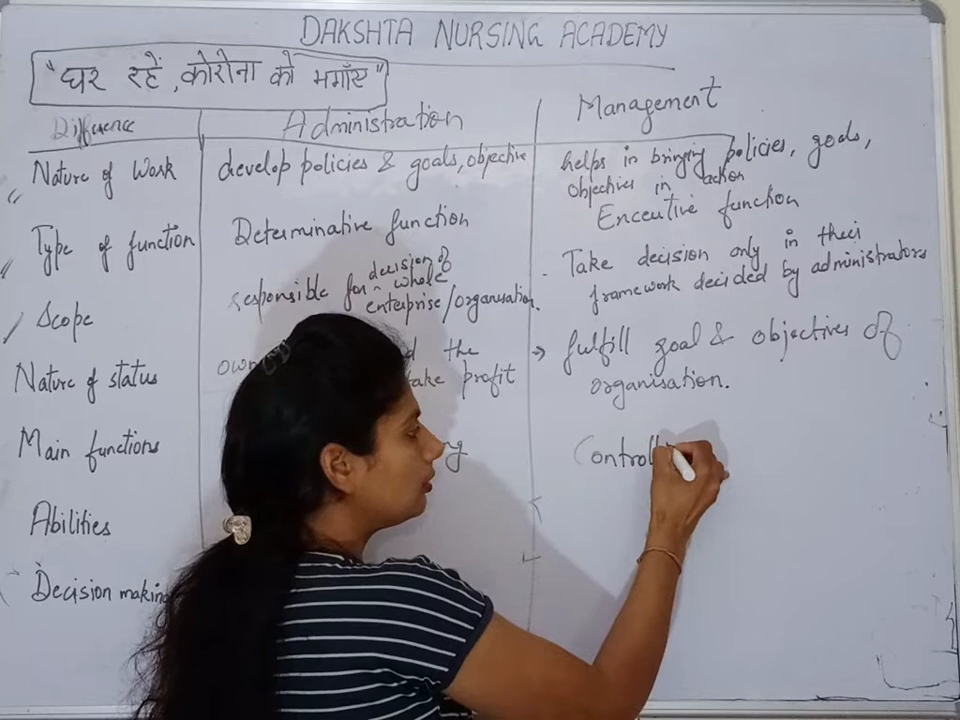 DAKSHTA NURSING ACADEMY
"घर रहें, कोरोना को भगाँए"
Difference Administration Management
Nature of Work develop policies & goals, objective helps in bringing policies, goals,
objectives in action
Type of function Determinative function Exceutive function
Scope responsible for decision of whole
enterprise/organisation.
Take decision only in their
framework decided by administrators
Nature of status own the
take profit
→ fulfill goal & objectives of
organisation.
Main functions Controll
Abilities
Decision making